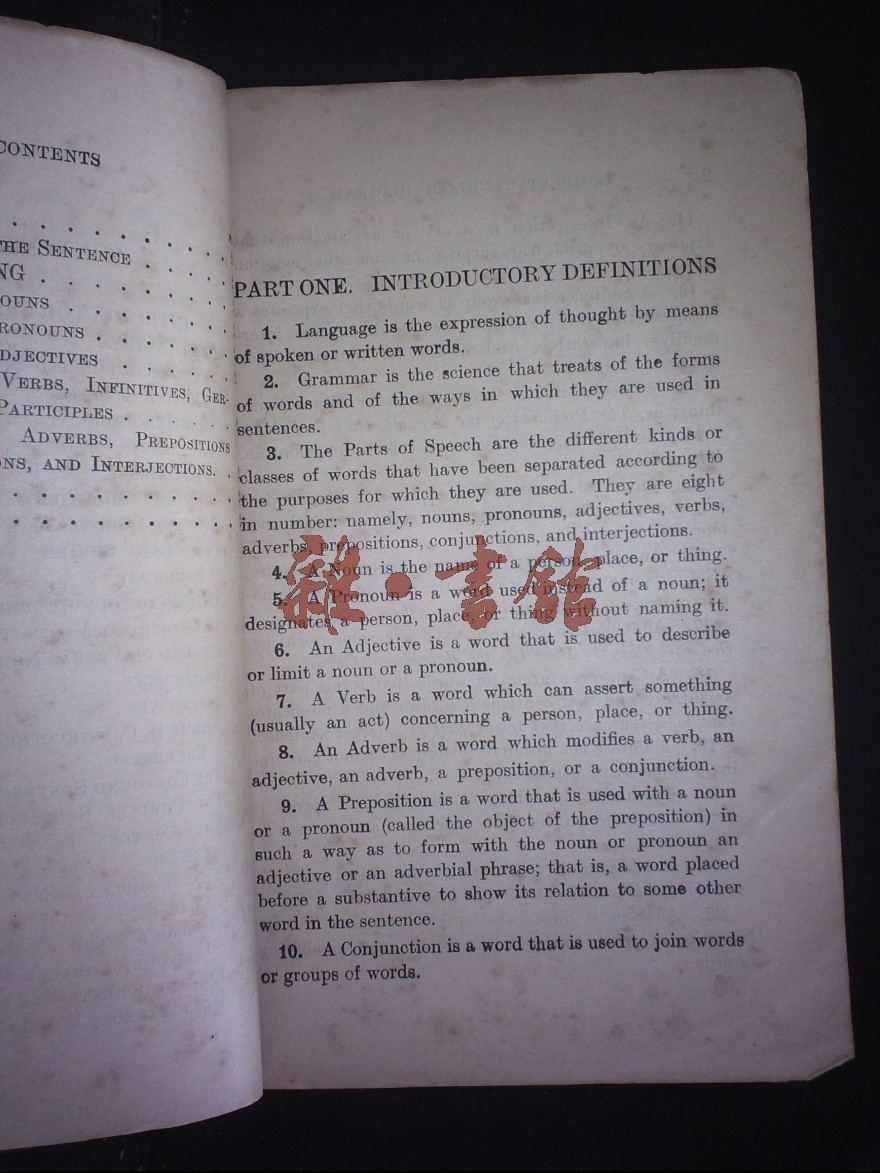 CONTENTS
THE SENTENCE
NOUNS
PRONOUNS
ADJECTIVES
VERBS, INFINITIVES, GER-
PARTICIPLES
ADVERBS, PREPOSITIONS
AND INTERJECTIONS.
PART ONE. INTRODUCTORY DEFINITIONS
1. Language is the expression of thought by means
of spoken or written words.
2. Grammar is the science that treats of the forms
of words and of the ways in which they are used in
sentences.
3. The Parts of Speech are the different kinds or
classes of words that have been separated according to
the purposes for which they are used. They are eight
in number: namely, nouns, pronouns, adjectives, verbs,
adverbs, prepositions, conjunctions, and interjections.
4. A Noun is the name of a person, place, or thing.
5. A Pronoun is a word used instead of a noun; it
designates a person, place, or thing without naming it.
6. An Adjective is a word that is used to describe
or limit a noun or a pronoun.
7. A Verb is a word which can assert something
(usually an act) concerning a person, place, or thing.
8. An Adverb is a word which modifies a verb, an
adjective, an adverb, a preposition, or a conjunction.
9. A Preposition is a word that is used with a noun
or a pronoun (called the object of the preposition) in
such a way as to form with the noun or pronoun an
adjective or an adverbial phrase; that is, a word placed
before a substantive to show its relation to some other
word in the sentence.
10. A Conjunction is a word that is used to join words
or groups of words.
雜·書館